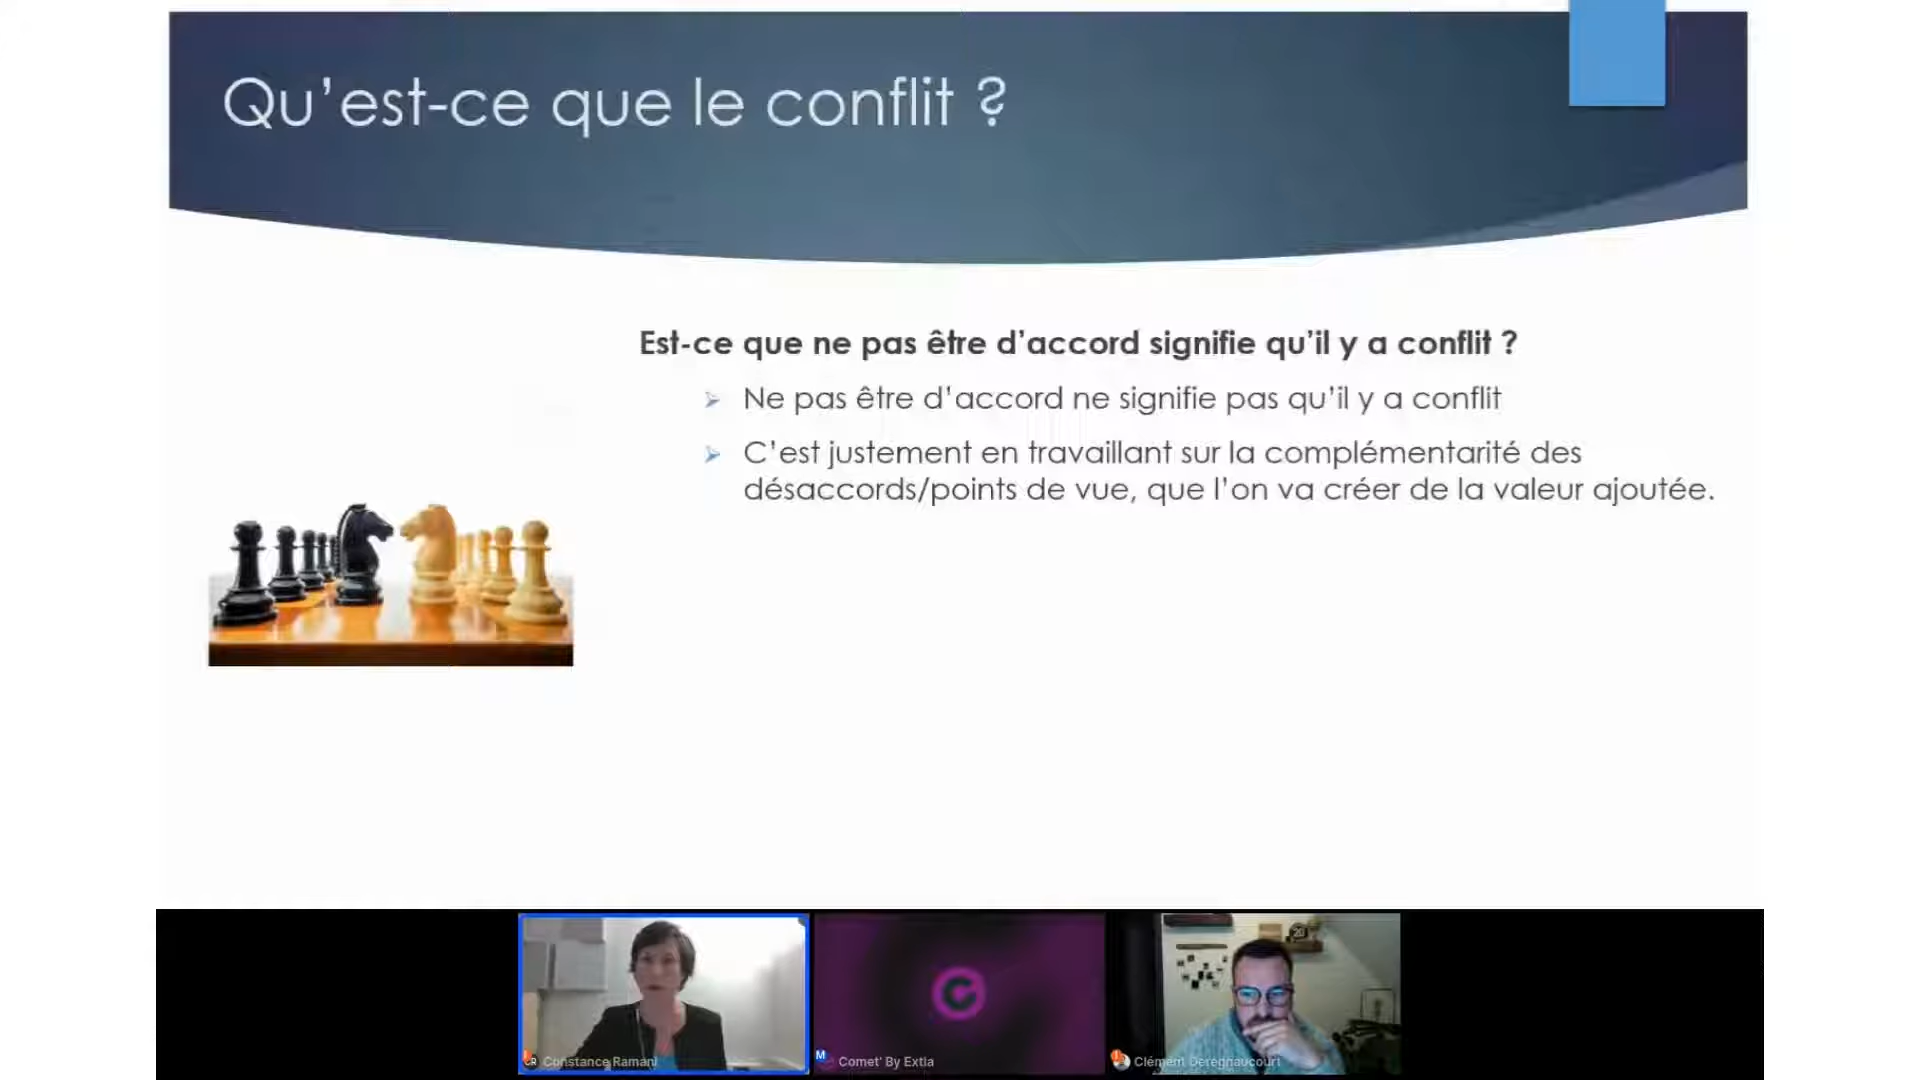 Qu’est-ce que le conflit ?
Est-ce que ne pas être d’accord signifie qu’il y a conflit ?
Ne pas être d’accord ne signifie pas qu’il y a conflit
C’est justement en travaillant sur la complémentarité des
désaccords/points de vue, que l’on va créer de la valeur ajoutée.
CR Constance Ramani
M Comet' By Extia
Clément Deregnaucourt